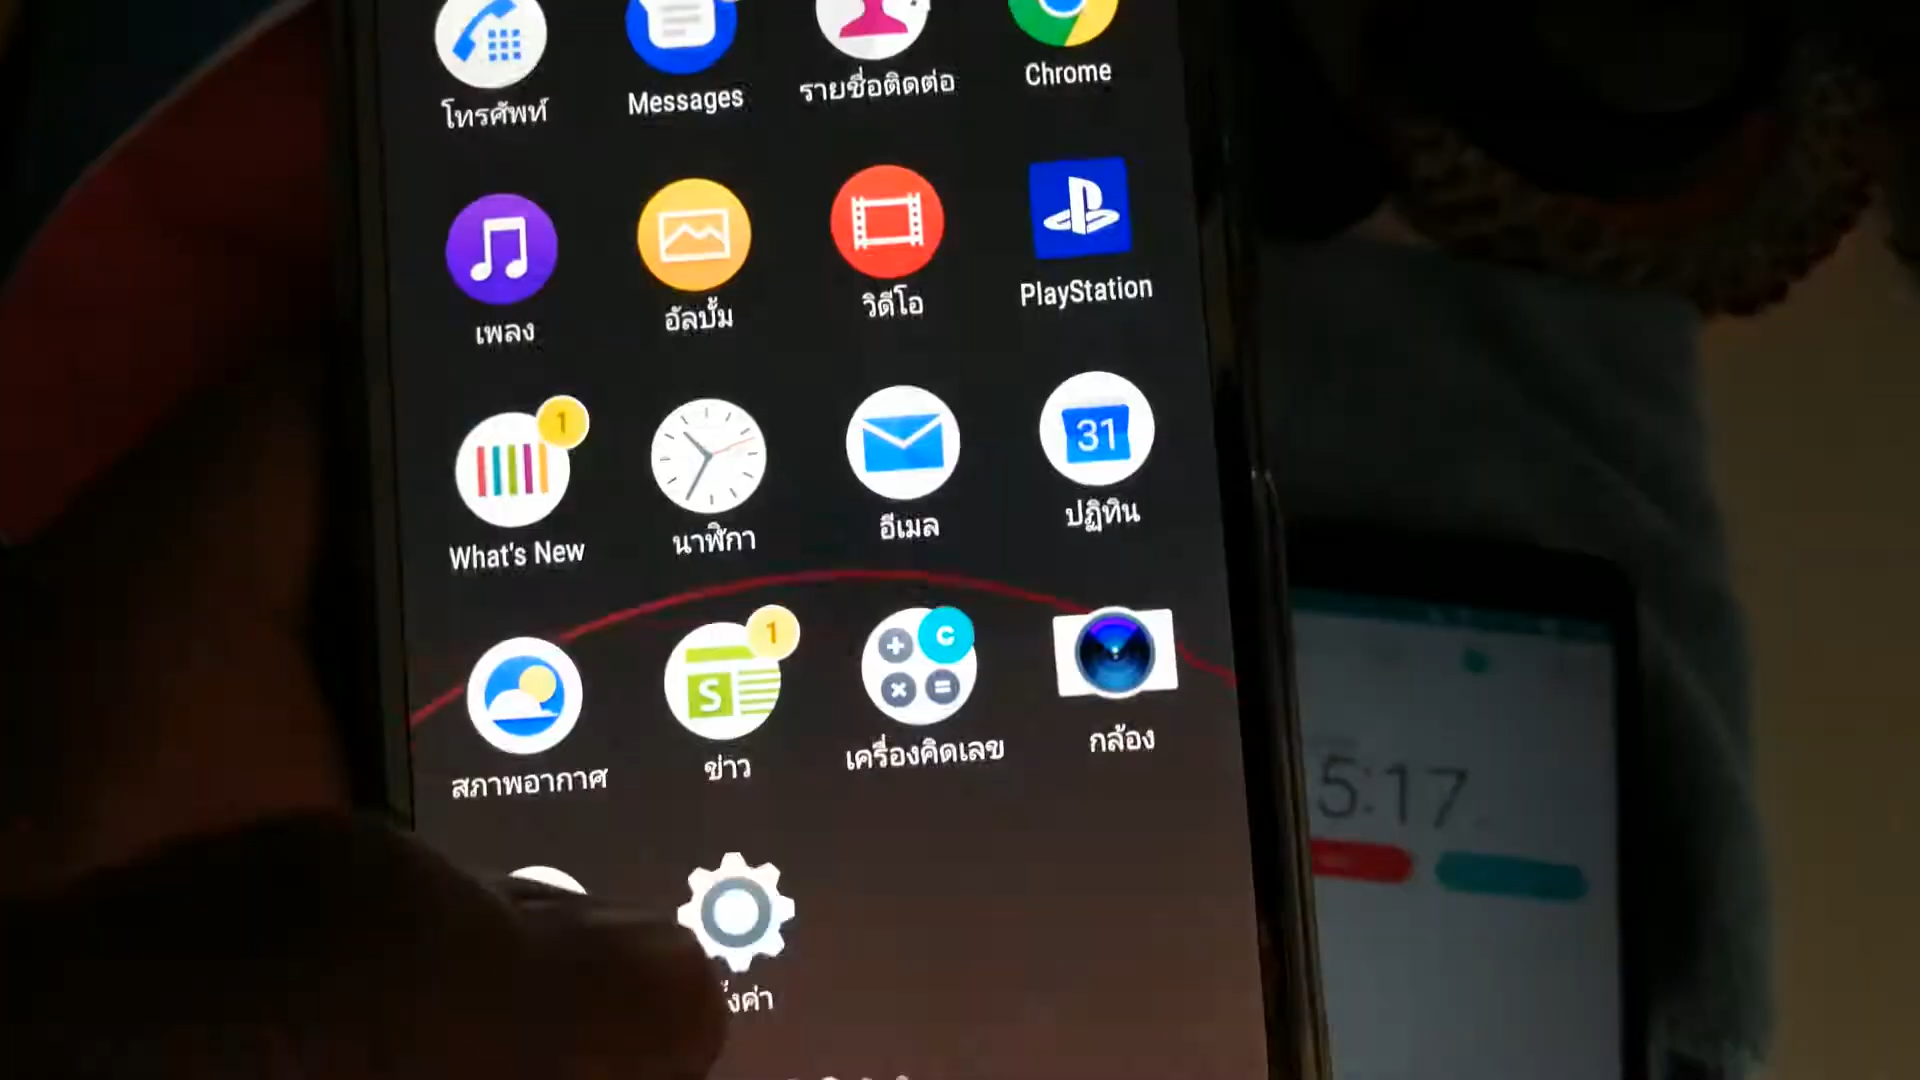 โทรศัพท์
Messages
รายชื่อติดต่อ
Chrome
เพลง
อัลบั้ม
วิดีโอ
PlayStation
1
What's New
นาฬิกา
อีเมล
31
ปฏิทิน
สภาพอากาศ
1
S
ข่าว
C
+
×
=
เครื่องคิดเลข
กล้อง
5:17